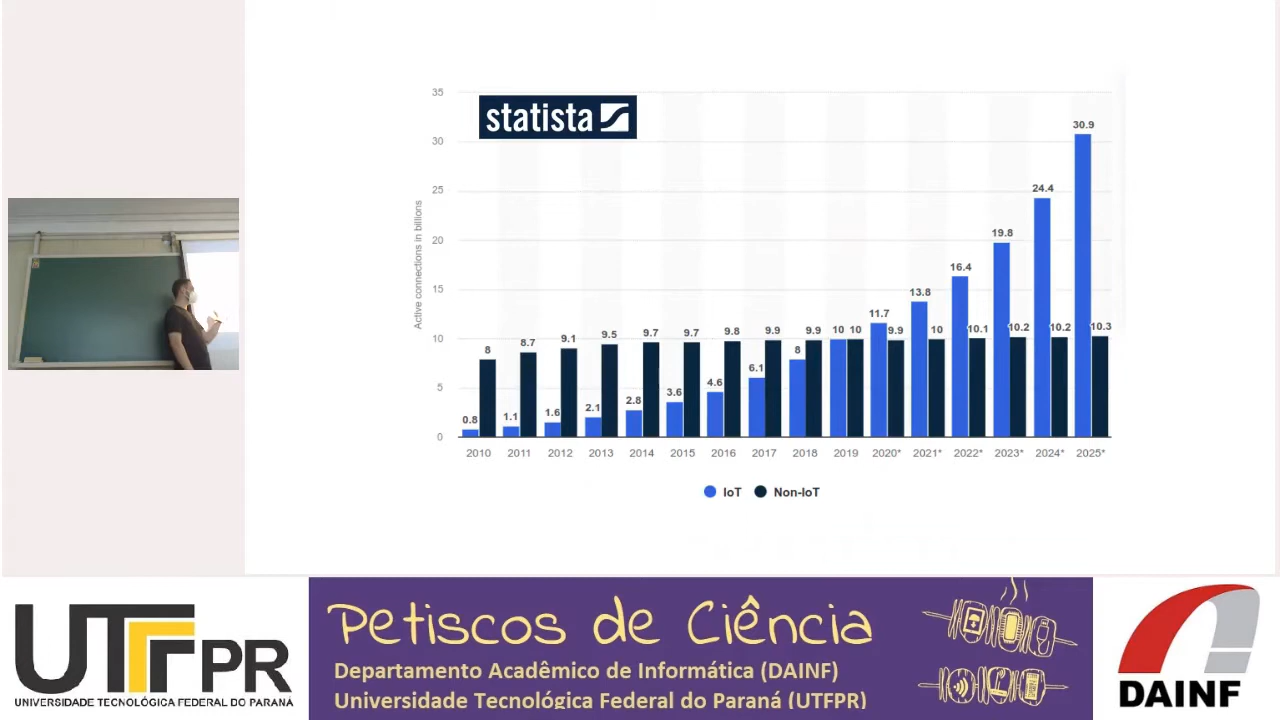 statista
35
30
25
20
15
10
5
0
Active connections in billions
0.8 8 1.1 8.7 1.6 9.1 2.1 9.5 2.8 9.7 3.6 9.7 4.6 9.8 6.1 9.9 8 9.9 10 10 11.7 9.9 13.8 10 16.4 10.1 19.8 10.2 24.4 10.2 30.9 10.3
2010 2011 2012 2013 2014 2015 2016 2017 2018 2019 2020* 2021* 2022* 2023* 2024* 2025*
IoT Non-IoT
UTFPR
UNIVERSIDADE TECNOLÓGICA FEDERAL DO PARANÁ
Petiscos de Ciência
Departamento Acadêmico de Informática (DAINF)
Universidade Tecnológica Federal do Paraná (UTFPR)
DAINF